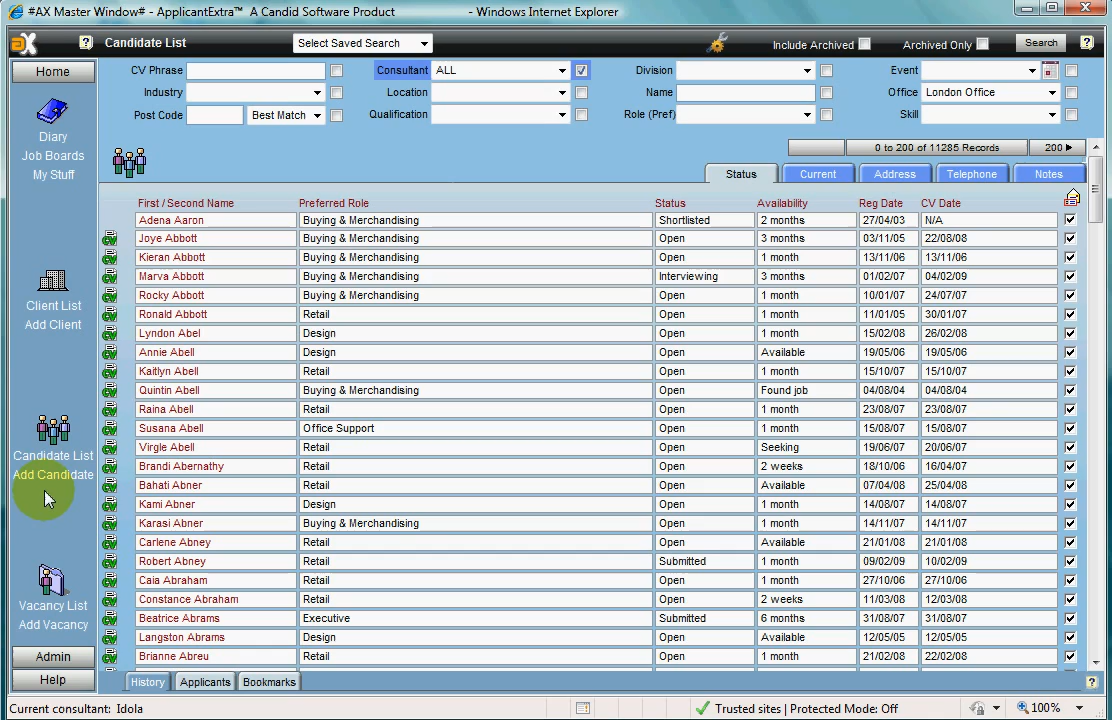 #AX Master Window# - ApplicantExtra™ A Candid Software Product - Windows Internet Explorer
Candidate List Select Saved Search Include Archived Archived Only Search
Home
CV Phrase Consultant ALL Division Event
Industry Location Name Office London Office
Post Code Best Match Qualification Role (Pref) Skill
Diary
Job Boards
My Stuff
Client List
Add Client
Candidate List
Add Candidate
Vacancy List
Add Vacancy
Admin
Help
0 to 200 of 11285 Records 200
Status Current Address Telephone Notes
First / Second Name Preferred Role Status Availability Reg Date CV Date
Adena Aaron Buying & Merchandising Shortlisted 2 months 27/04/03 N/A
Joye Abbott Buying & Merchandising Open 3 months 03/11/05 22/08/08
Kieran Abbott Buying & Merchandising Open 1 month 13/11/06 13/11/06
Marva Abbott Buying & Merchandising Interviewing 3 months 01/02/07 04/02/09
Rocky Abbott Buying & Merchandising Open 1 month 10/01/07 24/07/07
Ronald Abbott Retail Open 1 month 11/01/05 30/01/07
Lyndon Abel Design Open 1 month 15/02/08 26/02/08
Annie Abell Design Open Available 19/05/06 19/05/06
Kaitlyn Abell Retail Open 1 month 15/10/07 15/10/07
Quintin Abell Buying & Merchandising Open Found job 04/08/04 04/08/04
Raina Abell Retail Open 1 month 23/08/07 23/08/07
Susana Abell Office Support Open 1 month 15/08/07 15/08/07
Virgle Abell Retail Open Seeking 19/06/07 20/06/07
Brandi Abernathy Retail Open 2 weeks 18/10/06 16/04/07
Bahati Abner Retail Open Available 07/04/08 25/04/08
Kami Abner Design Open 1 month 14/08/07 14/08/07
Karasi Abner Buying & Merchandising Open 1 month 14/11/07 14/11/07
Carlene Abney Retail Open Available 21/01/08 21/01/08
Robert Abney Retail Submitted 1 month 09/02/09 10/02/09
Caia Abraham Retail Open 1 month 27/10/06 27/10/06
Constance Abraham Retail Open 2 weeks 11/03/08 12/03/08
Beatrice Abrams Executive Submitted 6 months 31/08/07 31/08/07
Langston Abrams Design Open Available 12/05/05 12/05/05
Brianne Abreu Retail Open 1 month 21/02/08 22/02/08
History Applicants Bookmarks
Current consultant: Idola Trusted sites | Protected Mode: Off 100%